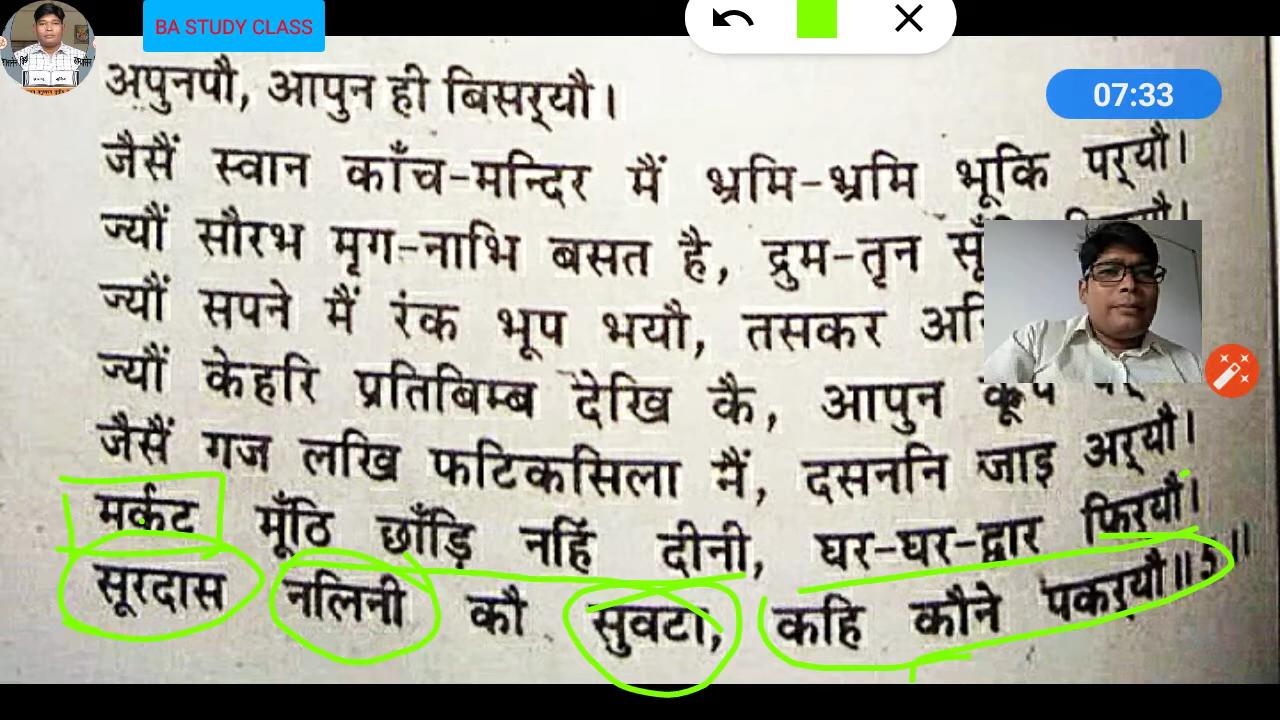 BA STUDY CLASS
07:33
अपुनपौ, आपुन ही बिसर्‌यौ।
जैसैं स्वान काँच-मन्दिर मैं भ्रमि-भ्रमि भूकि पर्‌यौ।
ज्यौं सौरभ मृग-नाभि बसत है, द्रुम-तृन
ज्यौं सपने मैं रंक भूप भयौ, तसकर
ज्यौं केहरि प्रतिबिम्ब देखि कै, आपुन कूप
जैसैं गज लखि फटिकसिला मैं, दसननि जाइ अर्‌यौ।
मर्कट मूँठि छाँड़ि नहिं दीनी, घर-घर-द्वार फिर्‌यौ।
सूरदास नलिनी कौ सुवटा, कहि कौने पकर्‌यौ॥5॥